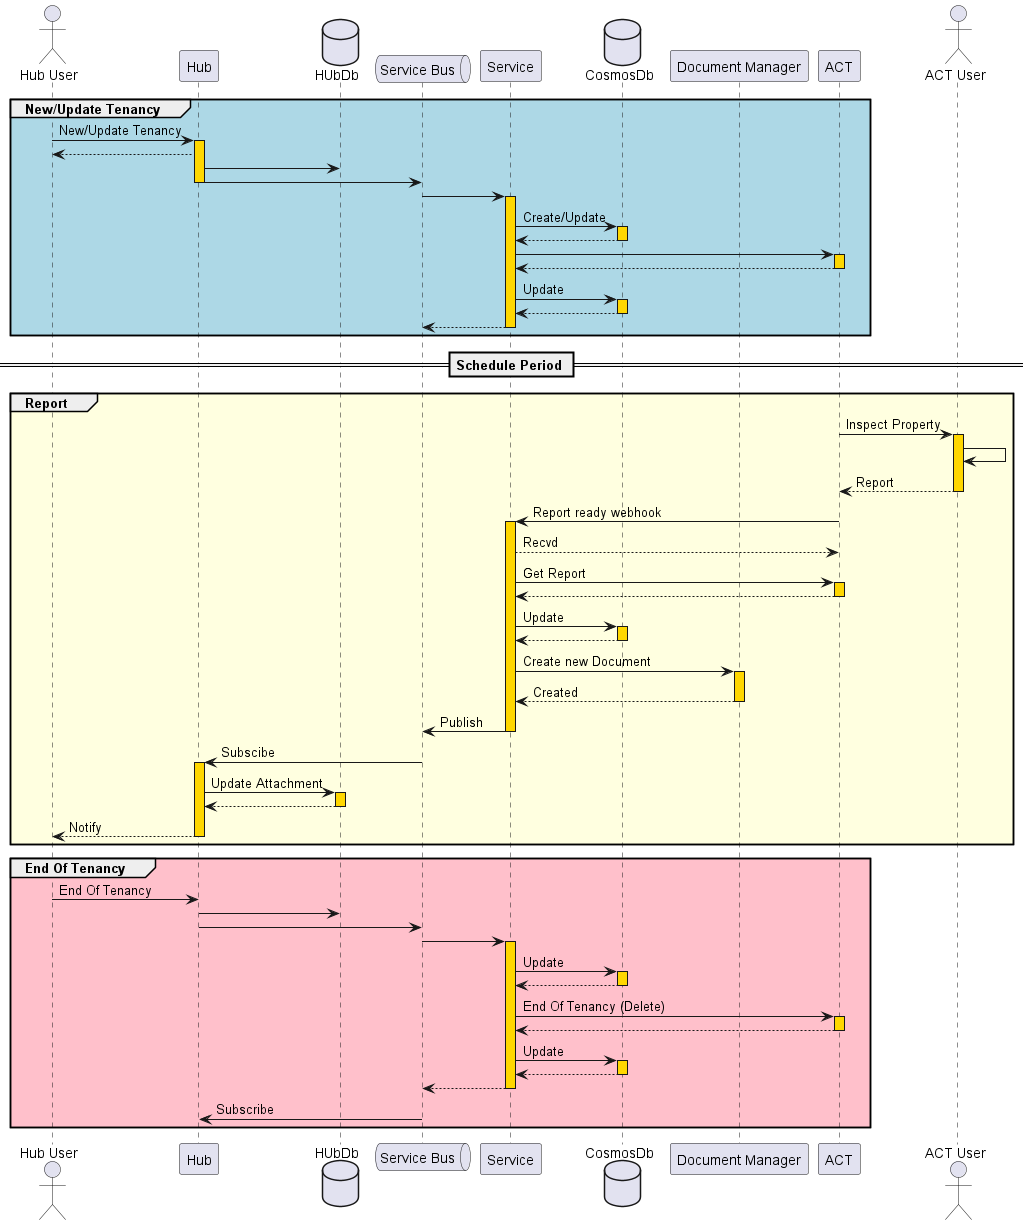 Hub User
Hub
HUbDb
Service Bus
Service
CosmosDb
Document Manager
ACT
ACT User
New/Update Tenancy
New/Update Tenancy
Create/Update
Update
Schedule Period
Report
Inspect Property
Report
Report ready webhook
Recvd
Get Report
Update
Create new Document
Created
Publish
Subscibe
Update Attachment
Notify
End Of Tenancy
End Of Tenancy
Update
End Of Tenancy (Delete)
Update
Subscribe
Hub User
Hub
HUbDb
Service Bus
Service
CosmosDb
Document Manager
ACT
ACT User